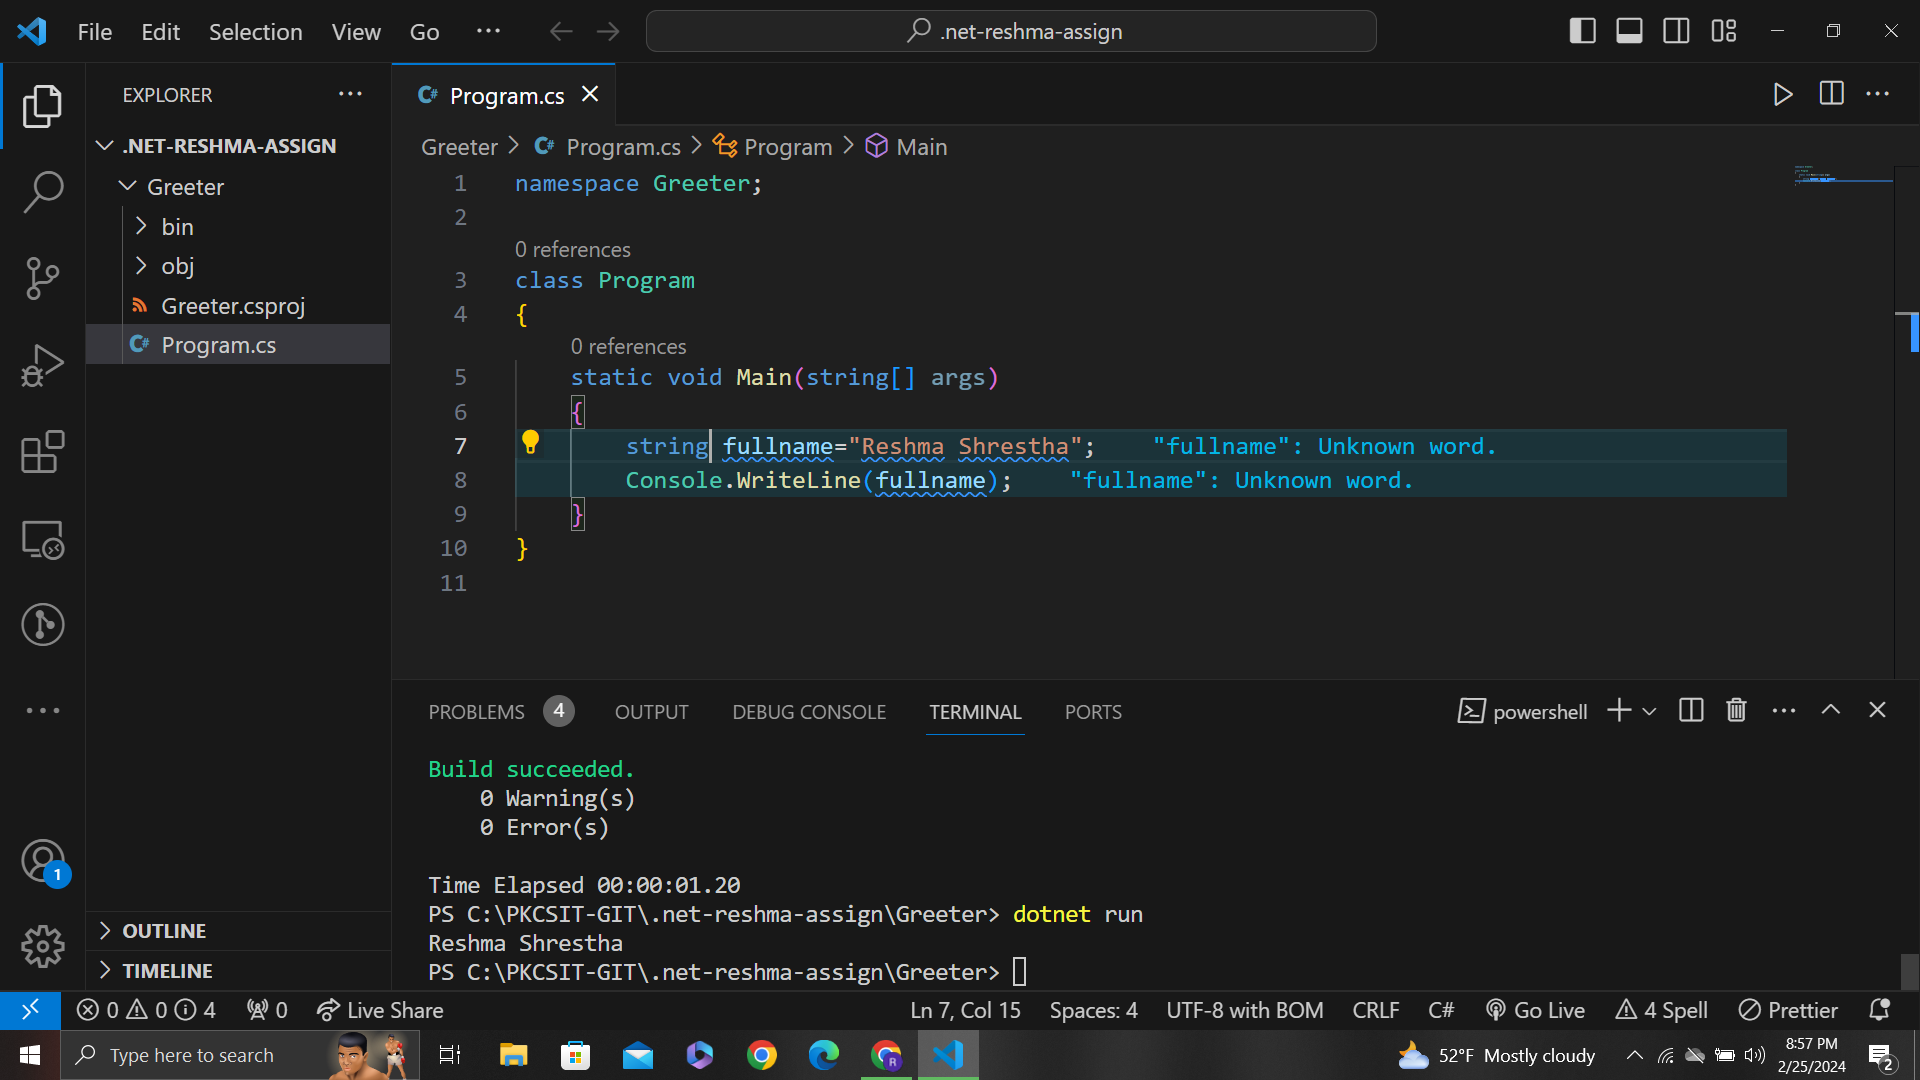 File Edit Selection View Go ··· .net-reshma-assign
EXPLORER ···
.NET-RESHMA-ASSIGN
Greeter
bin
obj
Greeter.csproj
C# Program.cs
OUTLINE
TIMELINE
C# Program.cs
Greeter > C# Program.cs > Program > Main
1 namespace Greeter;
2
0 references
3 class Program
4 {
0 references
5 static void Main(string[] args)
6 {
7 string fullname="Reshma Shrestha"; "fullname": Unknown word.
8 Console.WriteLine(fullname); "fullname": Unknown word.
9 }
10 }
11
PROBLEMS 4 OUTPUT DEBUG CONSOLE TERMINAL PORTS powershell
Build succeeded.
0 Warning(s)
0 Error(s)
Time Elapsed 00:00:01.20
PS C:\PKCSIT-GIT\.net-reshma-assign\Greeter> dotnet run
Reshma Shrestha
PS C:\PKCSIT-GIT\.net-reshma-assign\Greeter>
1
0 0 4 0 Live Share Ln 7, Col 15 Spaces: 4 UTF-8 with BOM CRLF C# Go Live 4 Spell Prettier
Type here to search R 52°F Mostly cloudy 8:57 PM
2/25/2024 2